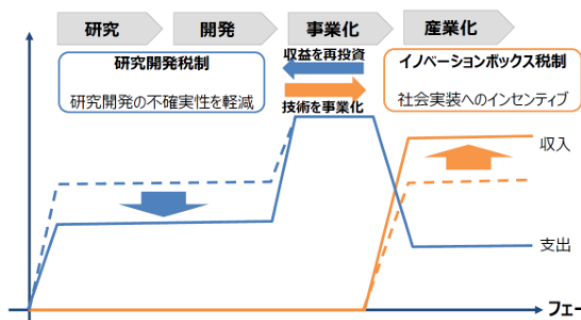 研究
開発
事業化
産業化
研究開発税制
研究開発の不確実性を軽減
収益を再投資
技術を事業化
イノベーションボックス税制
社会実装へのインセンティブ
収入
支出
フェー